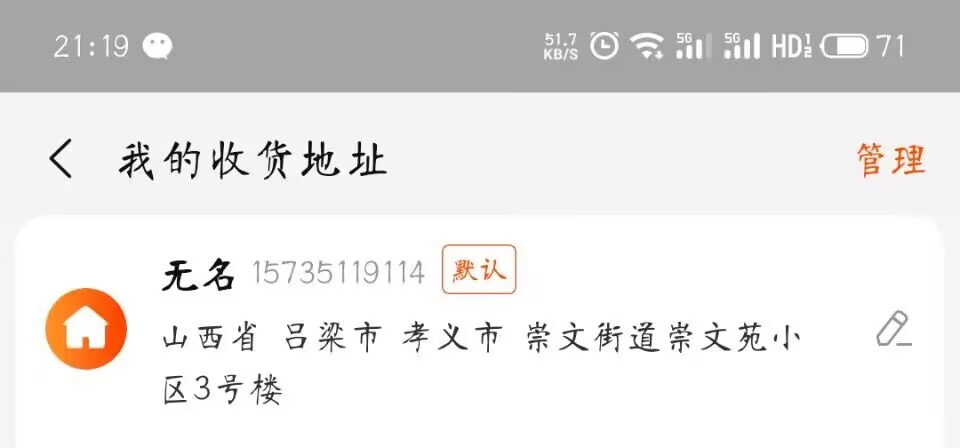 21:19 51.7 KB/S 5G 5G HD 1 2 71
我的收货地址 管理
无名 15735119114 默认
山西省 吕梁市 孝义市 崇文街道崇文苑小
区3号楼